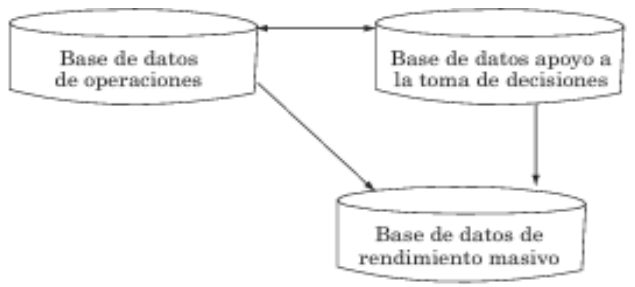 Base de datos
de operaciones
Base de datos apoyo a
la toma de decisiones
Base de datos de
rendimiento masivo